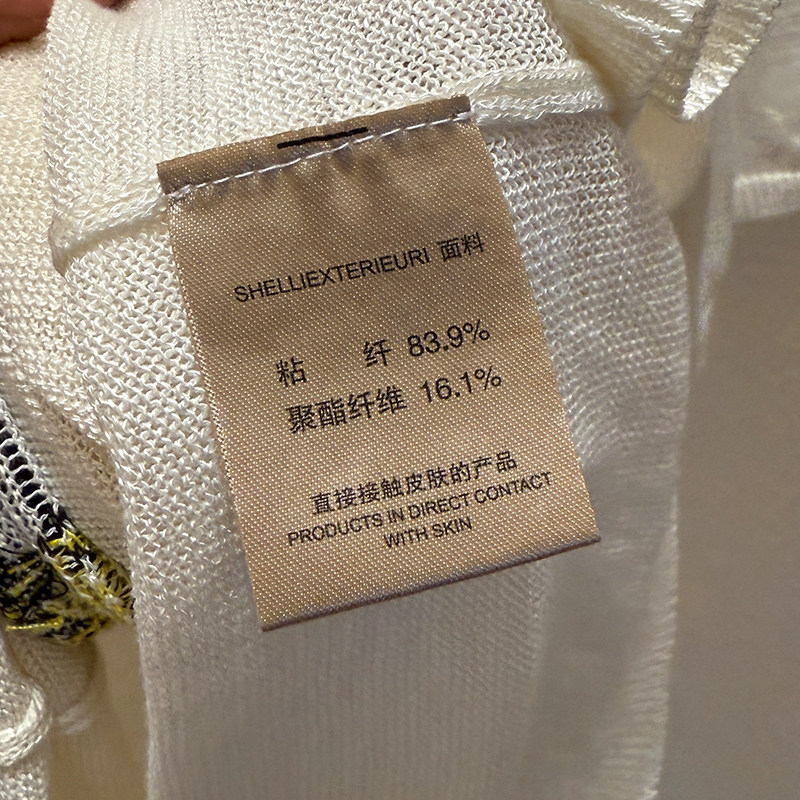 SHELLIEXTERIEURI 面料
粘 纤 83.9%
聚酯纤维 16.1%
直接接触皮肤的产品
PRODUCTS IN DIRECT CONTACT
WITH SKIN